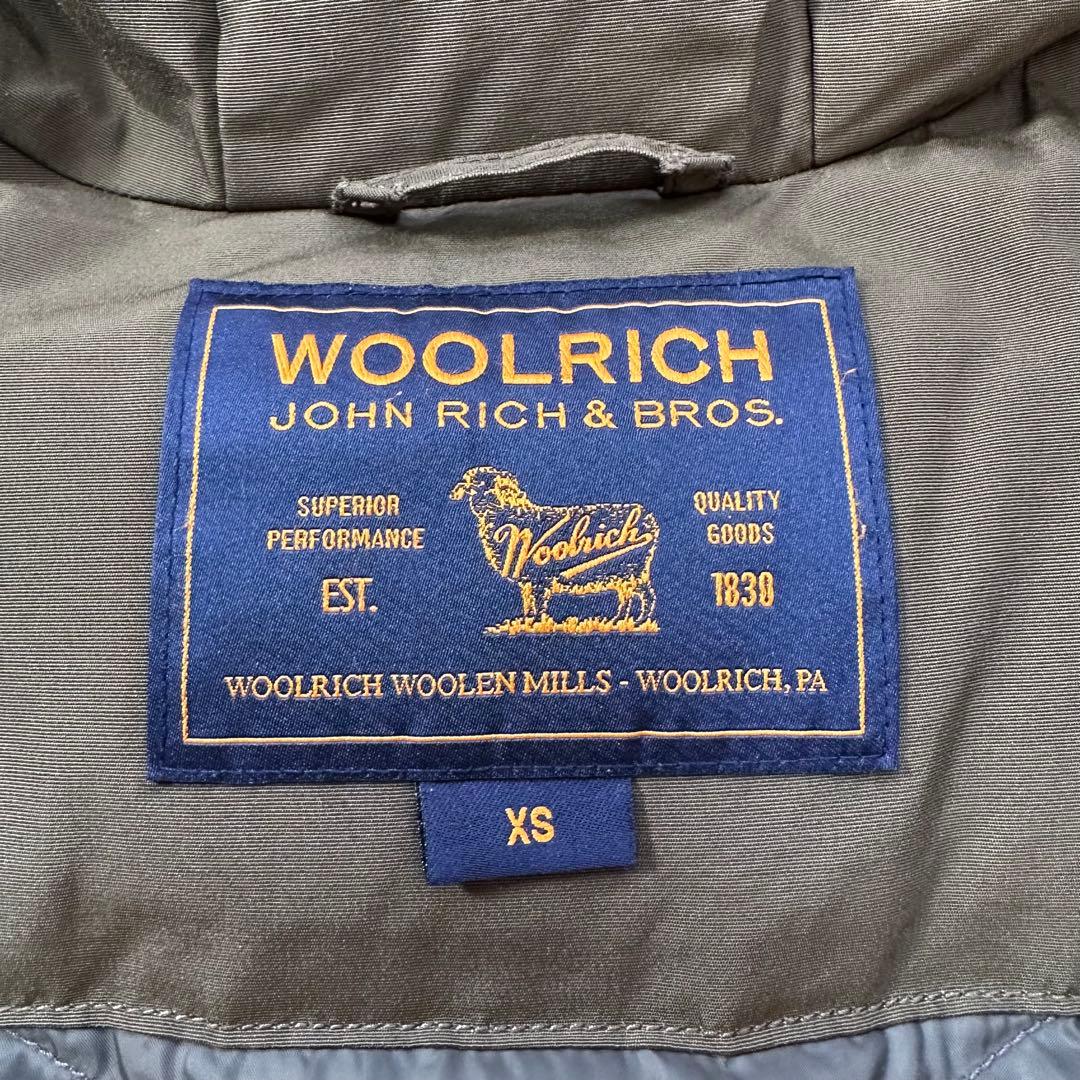 WOOLRICH
JOHN RICH & BROS.
SUPERIOR
PERFORMANCE
EST.
Woolrich
QUALITY
GOODS
1830
WOOLRICH WOOLEN MILLS - WOOLRICH, PA
XS